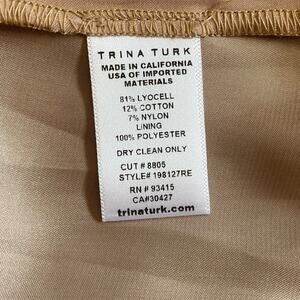 TRINA TURK
MADE IN CALIFORNIA
USA OF IMPORTED
MATERIALS
81% LYOCELL
12% COTTON
7% NYLON
LINING
100% POLYESTER
DRY CLEAN ONLY
CUT # 8805
STYLE# 198127RE
RN # 93415
CA#30427
trinaturk.com